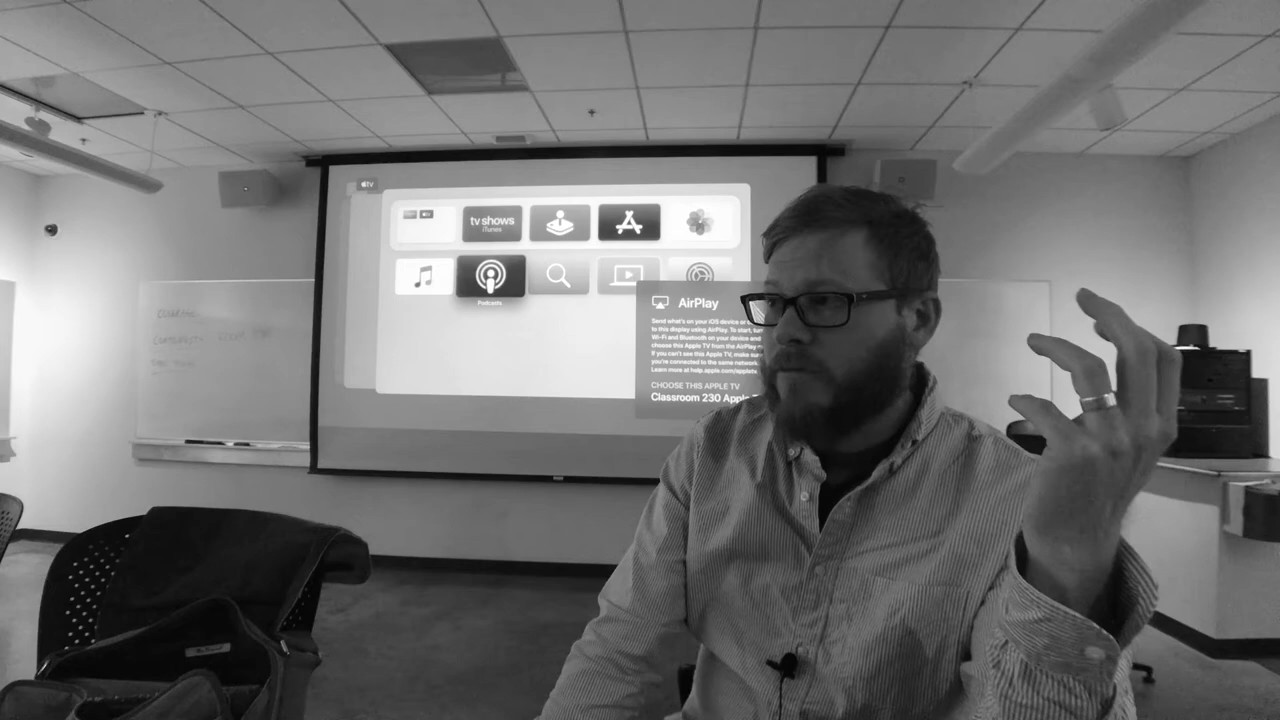 tv
tv shows
iTunes
Podcasts
AirPlay
Send what's on your iOS device or
to this display using AirPlay. To start, turn
Wi-Fi and Bluetooth on your device and
choose this Apple TV from the AirPlay
If you can't see this Apple TV, make sure
you're connected to the same network.
Learn more at help.apple.com/appletv
CHOOSE THIS APPLE TV
Classroom 230 Apple